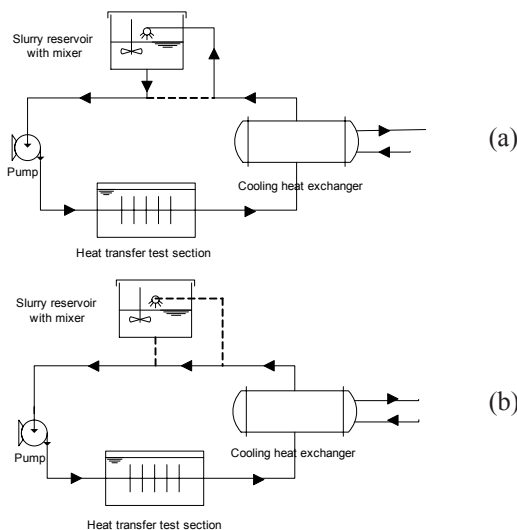 Slurry reservoir
with mixer
(a)
Pump
Cooling heat exchanger
Heat transfer test section
Slurry reservoir
with mixer
(b)
Pump
Cooling heat exchanger
Heat transfer test section